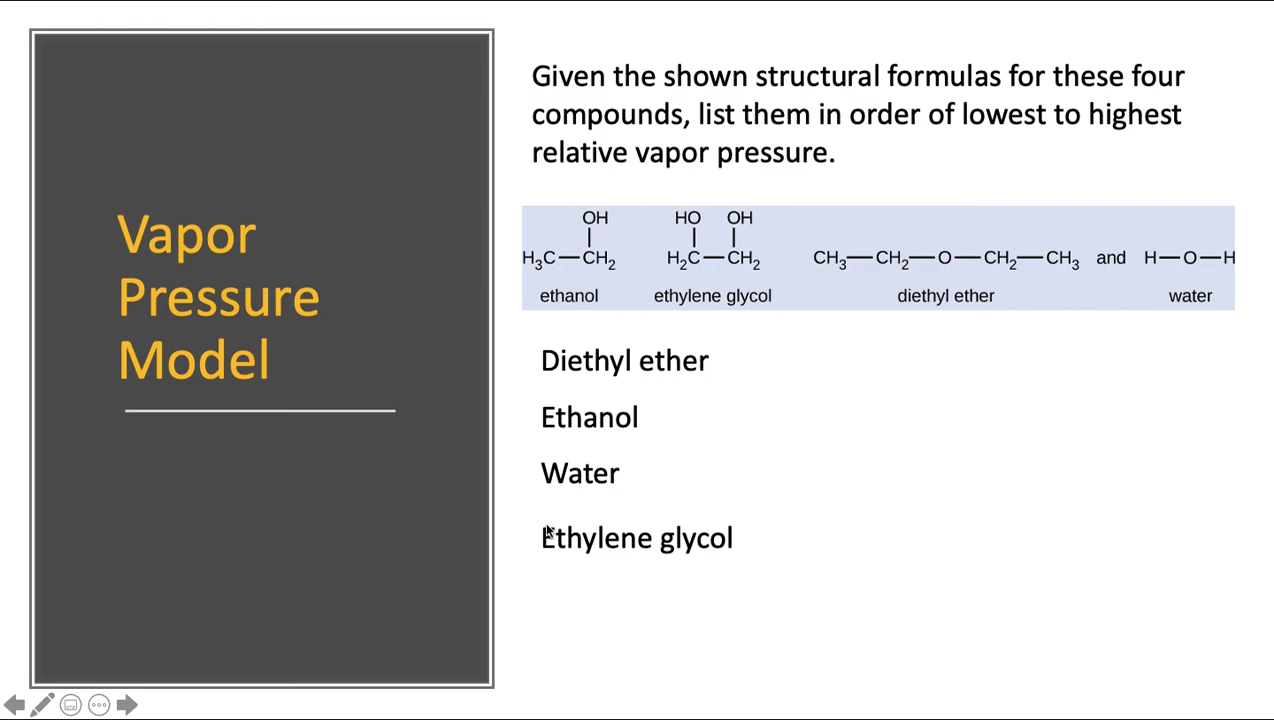 Vapor
Pressure
Model
Given the shown structural formulas for these four
compounds, list them in order of lowest to highest
relative vapor pressure.
OH HO OH
H₃C—CH₂ H₂C—CH₂ CH₃—CH₂—O—CH₂—CH₃ and H—O—H
ethanol ethylene glycol diethyl ether water
Diethyl ether
Ethanol
Water
Ethylene glycol